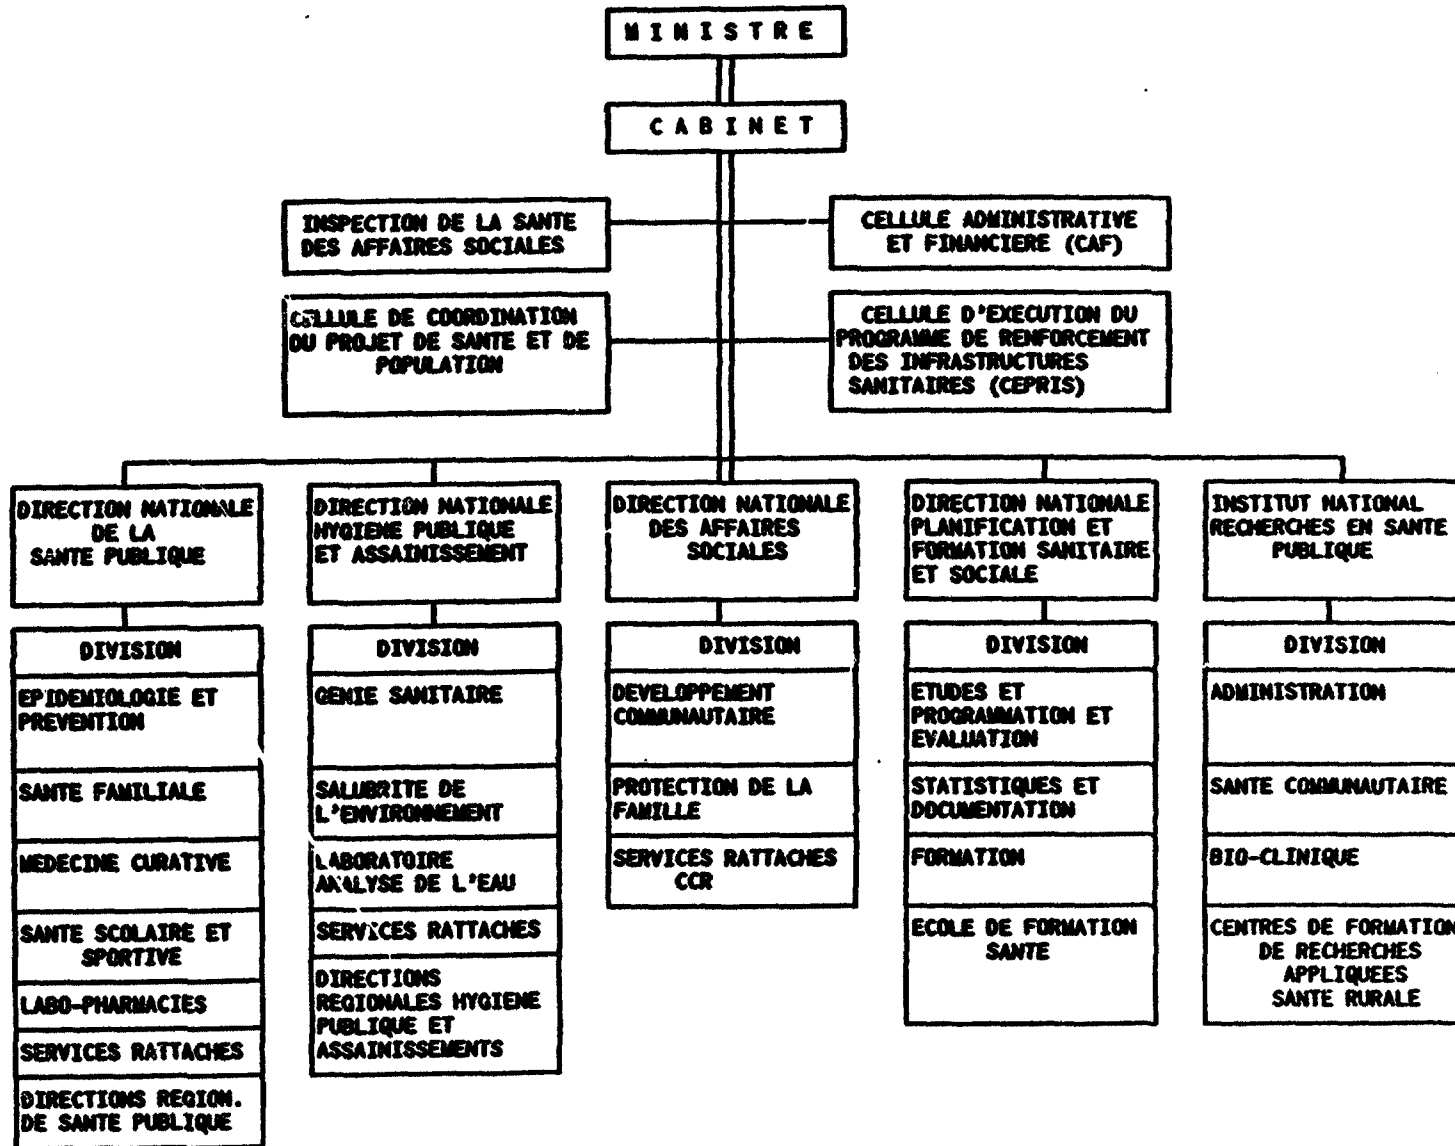 MINISTRE
CABINET
INSPECTION DE LA SANTE
DES AFFAIRES SOCIALES
CELLULE ADMINISTRATIVE
ET FINANCIERE (CAF)
CELLULE DE COORDINATION
DU PROJET DE SANTE ET DE
POPULATION
CELLULE D'EXECUTION DU
PROGRAMME DE RENFORCEMENT
DES INFRASTRUCTURES
SANITAIRES (CEPRIS)
DIRECTION NATIONALE
DE LA
SANTE PUBLIQUE
DIVISION
EPIDEMIOLOGIE ET
PREVENTION
SANTE FAMILIALE
MEDECINE CURATIVE
SANTE SCOLAIRE ET
SPORTIVE
LABO-PHARMACIES
SERVICES RATTACHES
DIRECTIONS REGION.
DE SANTE PUBLIQUE
DIRECTION NATIONALE
HYGIENE PUBLIQUE
ET ASSAINISSEMENT
DIVISION
GENIE SANITAIRE
SALUBRITE DE
L'ENVIRONNEMENT
LABORATOIRE
ANALYSE DE L'EAU
SERVICES RATTACHES
DIRECTIONS
REGIONALES HYGIENE
PUBLIQUE ET
ASSAINISSEMENTS
DIRECTION NATIONALE
DES AFFAIRES
SOCIALES
DIVISION
DEVELOPPEMENT
COMMUNAUTAIRE
PROTECTION DE LA
FAMILLE
SERVICES RATTACHES
CCR
DIRECTION NATIONALE
PLANIFICATION ET
FORMATION SANITAIRE
ET SOCIALE
DIVISION
ETUDES ET
PROGRAMMATION ET
EVALUATION
STATISTIQUES ET
DOCUMENTATION
FORMATION
ECOLE DE FORMATION
SANTE
INSTITUT NATIONAL
RECHERCHES EN SANTE
PUBLIQUE
DIVISION
ADMINISTRATION
SANTE COMMUNAUTAIRE
BIO-CLINIQUE
CENTRES DE FORMATION
DE RECHERCHES
APPLIQUEES
SANTE RURALE